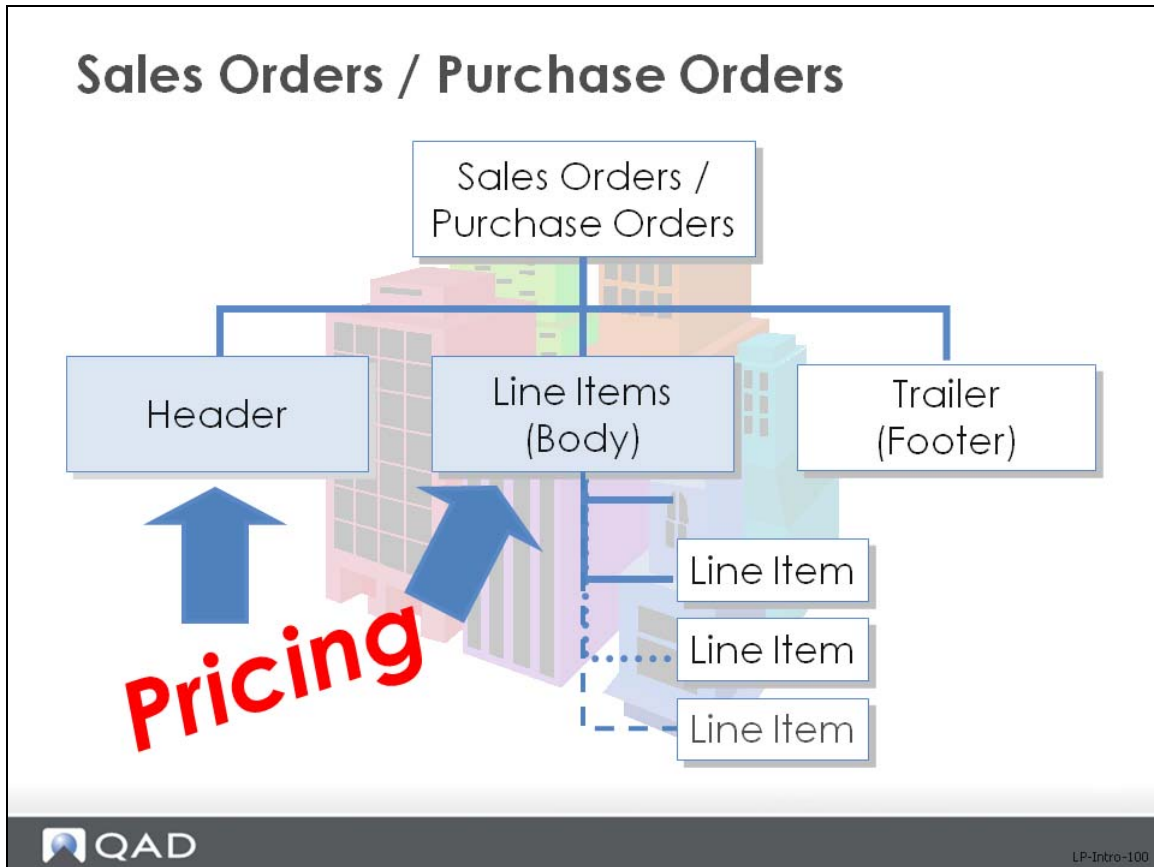 Sales Orders / Purchase Orders
Sales Orders /
Purchase Orders
Header
Line Items
(Body)
Trailer
(Footer)
Line Item
Line Item
Line Item
Pricing
QAD
LP-Intro-100